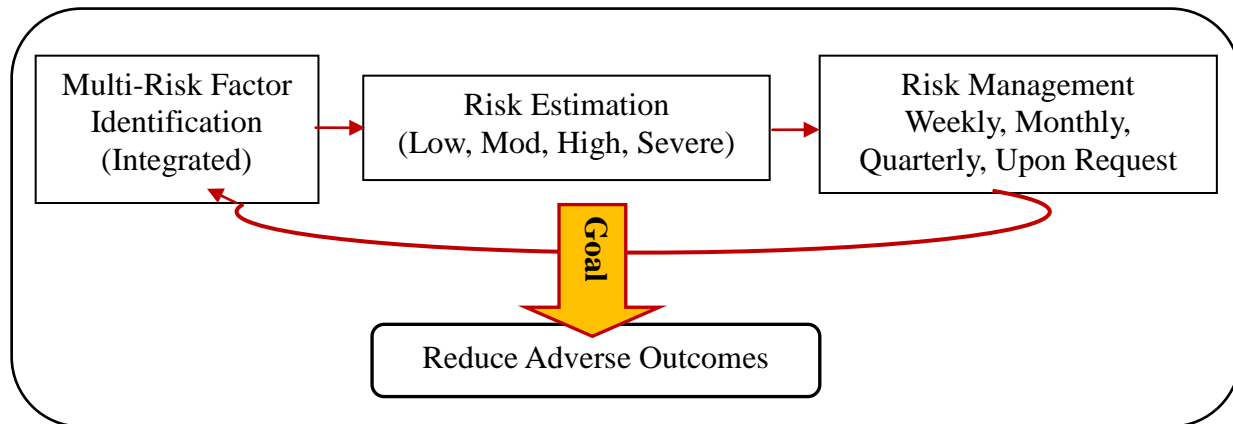 Multi-Risk Factor
Identification
(Integrated)
Risk Estimation
(Low, Mod, High, Severe)
Risk Management
Weekly, Monthly,
Quarterly, Upon Request
Goal
Reduce Adverse Outcomes